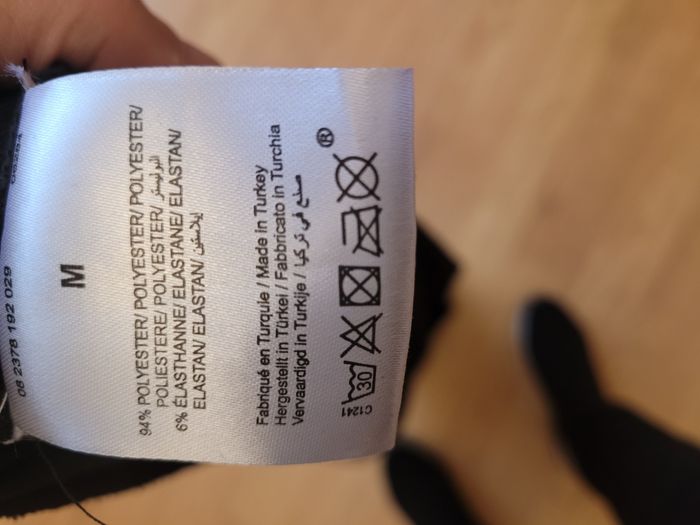 08 2378 192 029
M
94% POLYESTER/ POLYESTER/ POLYESTER/
POLIESTERE/ POLYESTER/ البوليستر
6% ÉLASTHANNE/ ELASTANE/ ELASTAN/
ELASTAN/ ELASTAN/ إيلاستين
Fabriqué en Turquie / Made in Turkey
Hergestellt in Türkei / Fabbricato in Turchia
Vervaardigd in Turkije / صنع في تركيا
®
30
C1241